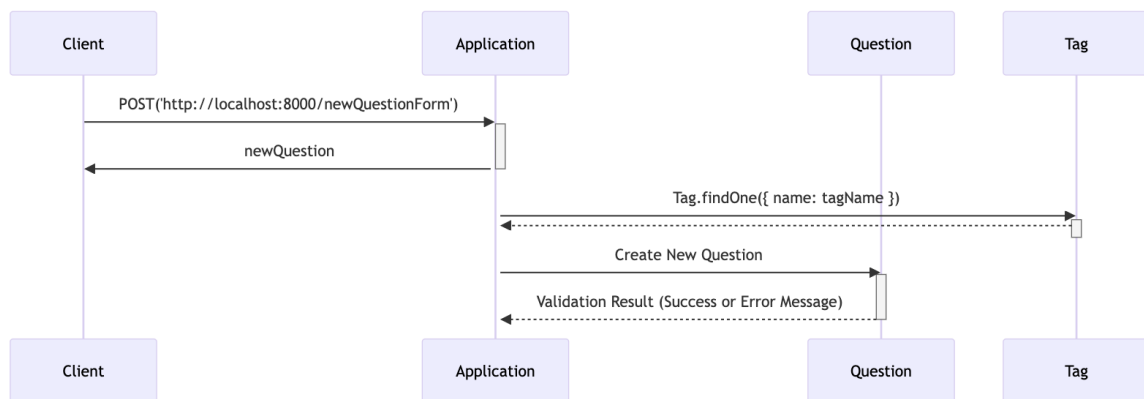 Client
Application
Question
Tag
POST('http://localhost:8000/newQuestionForm')
newQuestion
Tag.findOne({ name: tagName })
Create New Question
Validation Result (Success or Error Message)
Client
Application
Question
Tag